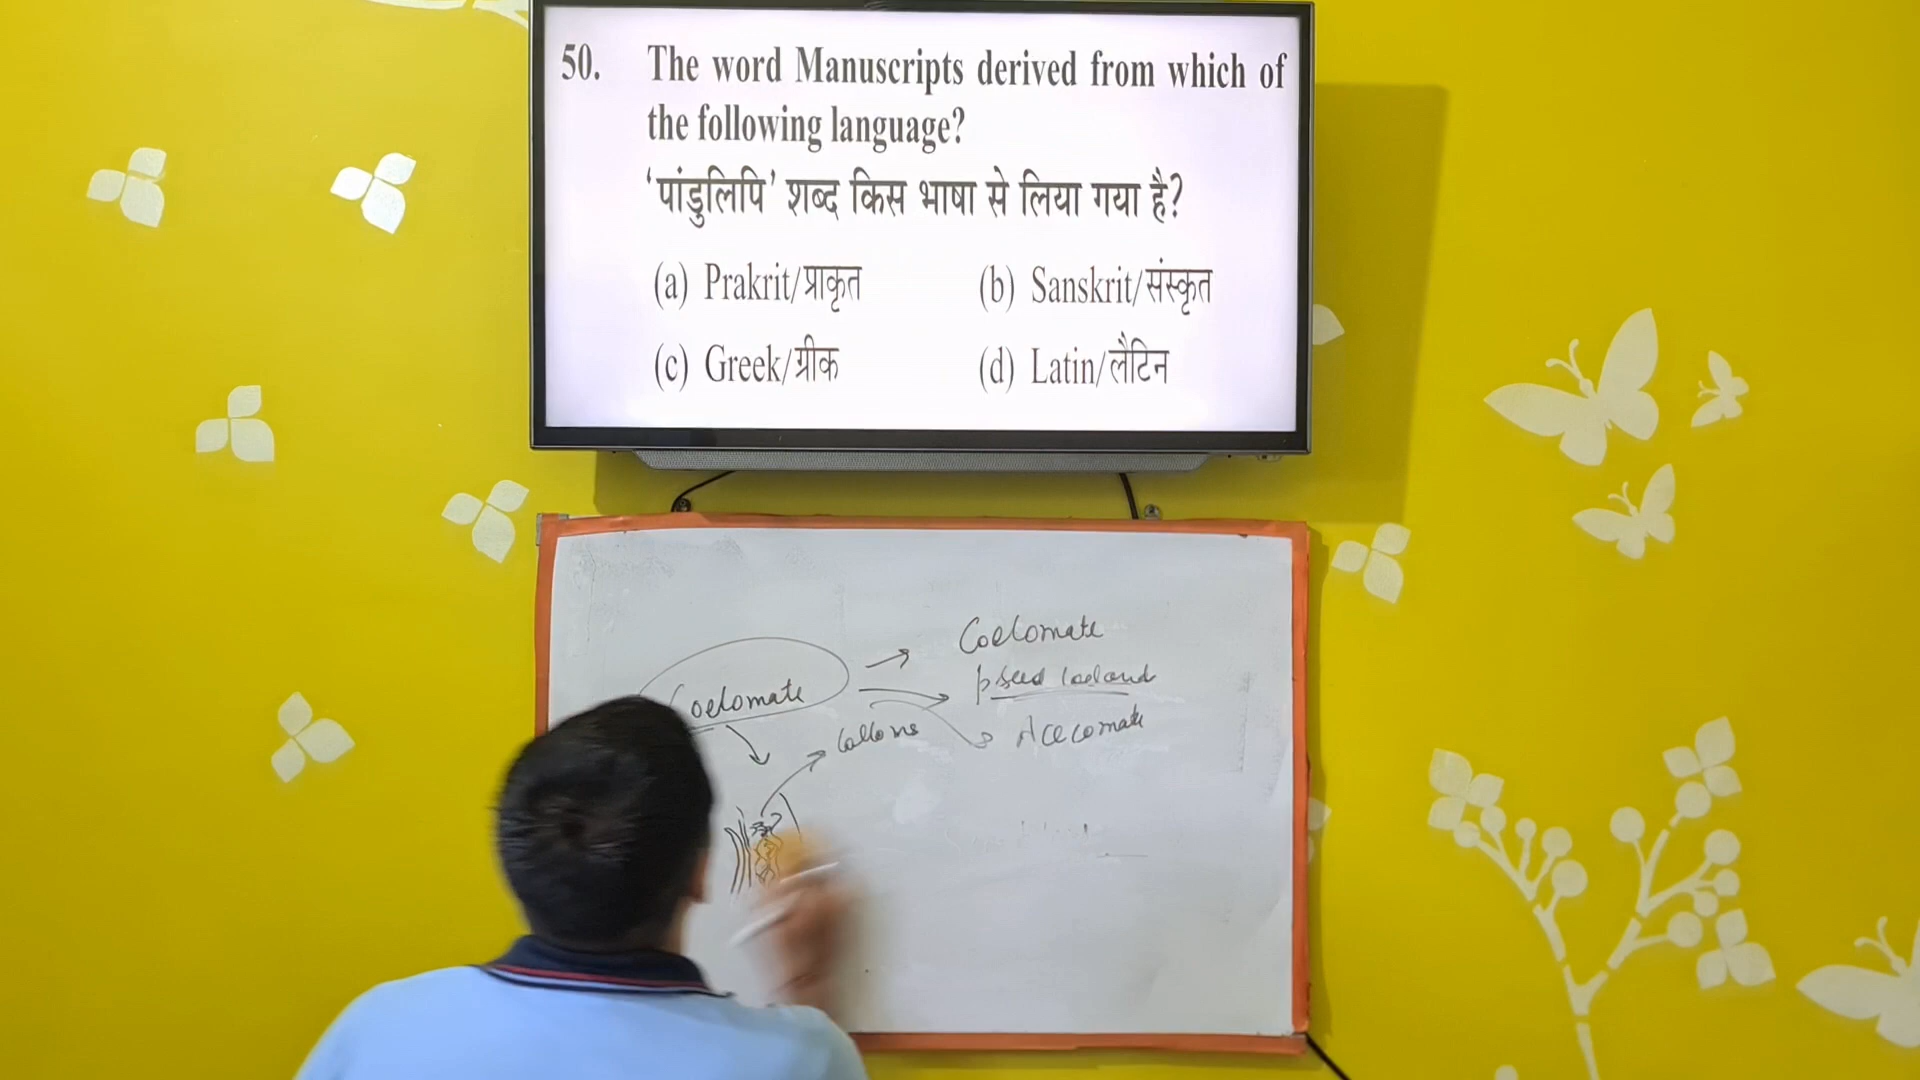 50. The word Manuscripts derived from which of
the following language?
'पांडुलिपि' शब्द किस भाषा से लिया गया है?
(a) Prakrit/प्राकृत (b) Sanskrit/संस्कृत
(c) Greek/ग्रीक (d) Latin/लैटिन
Coelomate
Coelomate